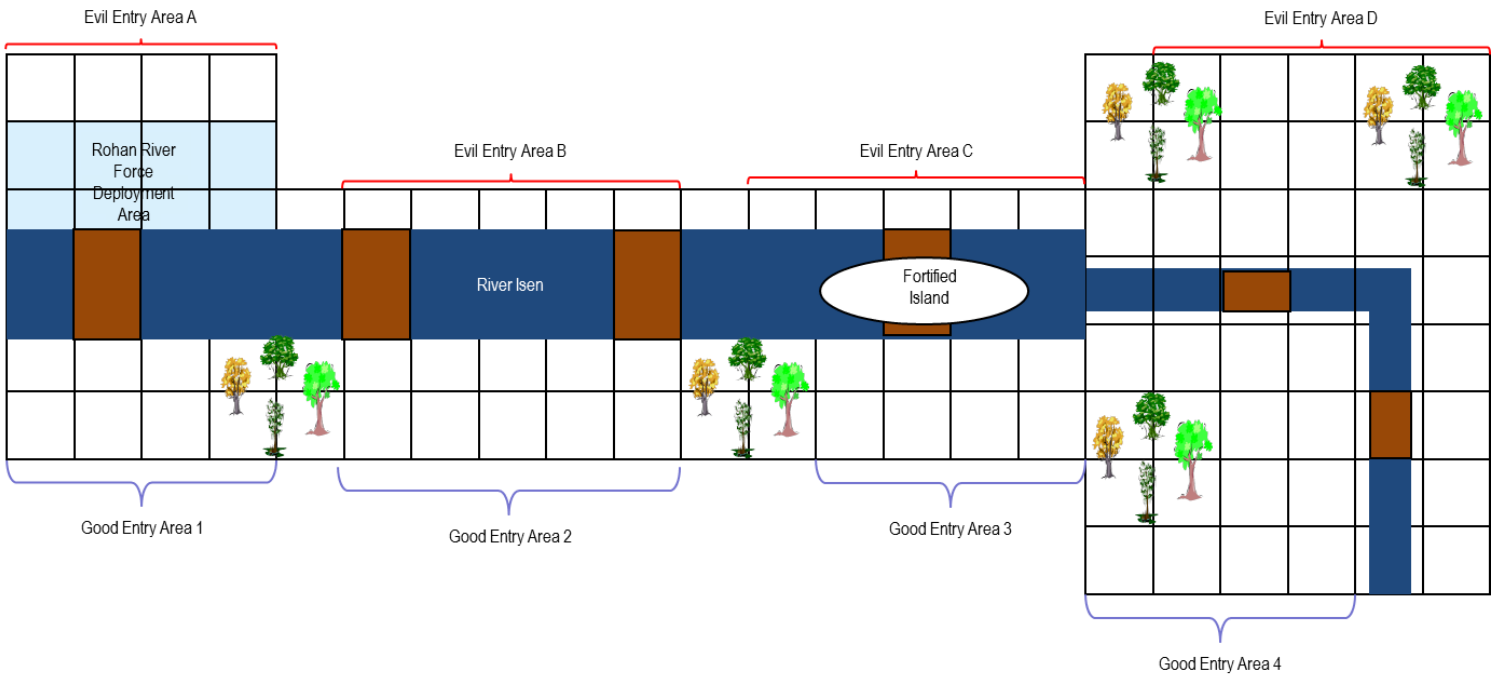 Evil Entry Area A
Evil Entry Area D
Rohan River
Force
Deployment
Area
Evil Entry Area B
Evil Entry Area C
River Isen
Fortified
Island
Good Entry Area 1
Good Entry Area 2
Good Entry Area 3
Good Entry Area 4